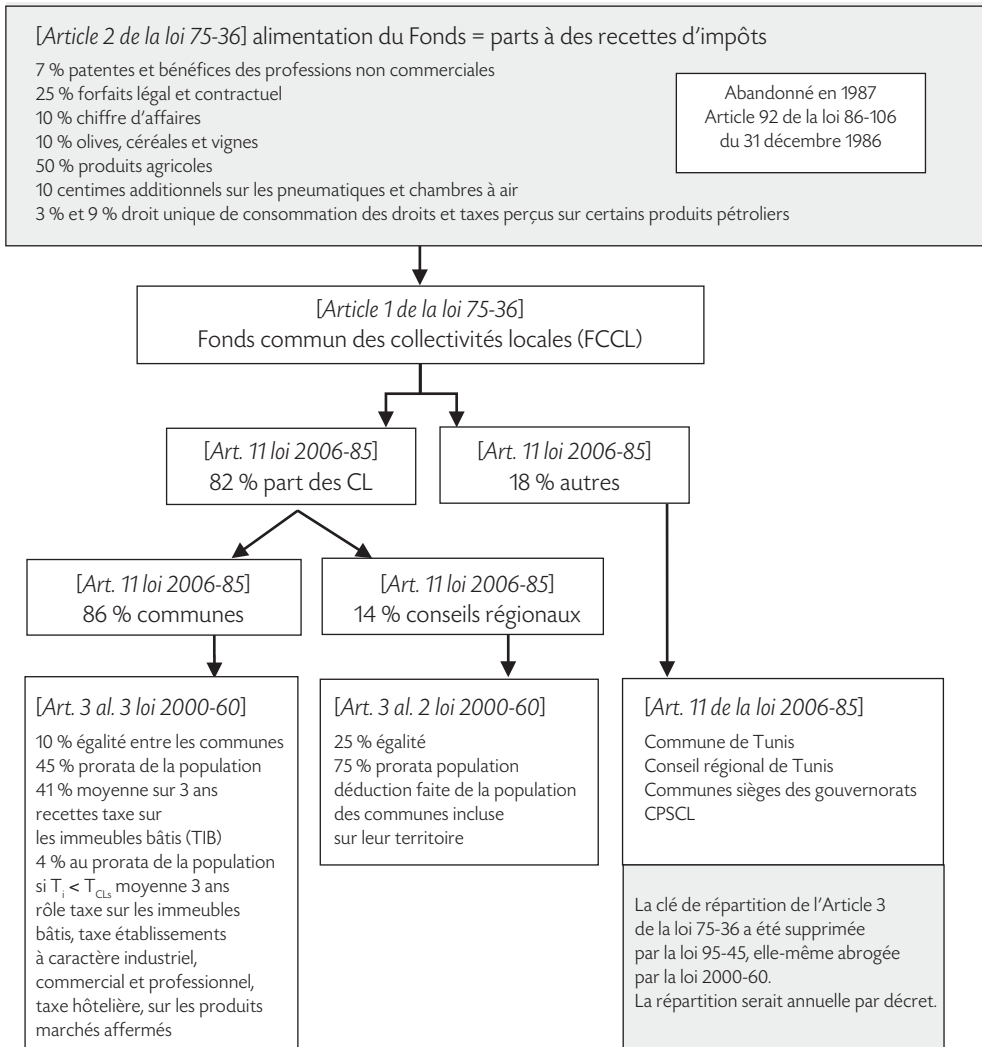 [Article 2 de la loi 75-36] alimentation du Fonds = parts à des recettes d'impôts
7 % patentes et bénéfices des professions non commerciales
25 % forfaits légal et contractuel
10 % chiffre d'affaires
10 % olives, céréales et vignes
50 % produits agricoles
10 centimes additionnels sur les pneumatiques et chambres à air
3 % et 9 % droit unique de consommation des droits et taxes perçus sur certains produits pétroliers
Abandonné en 1987
Article 92 de la loi 86-106
du 31 décembre 1986
[Article 1 de la loi 75-36]
Fonds commun des collectivités locales (FCCL)
[Art. 11 loi 2006-85]
82 % part des CL
[Art. 11 loi 2006-85]
18 % autres
[Art. 11 loi 2006-85]
86 % communes
[Art. 11 loi 2006-85]
14 % conseils régionaux
[Art. 3 al. 3 loi 2000-60]
10 % égalité entre les communes
45 % prorata de la population
41 % moyenne sur 3 ans
recettes taxe sur
les immeubles bâtis (TIB)
4 % au prorata de la population
si Ti < TCLs moyenne 3 ans
rôle taxe sur les immeubles
bâtis, taxe établissements
à caractère industriel,
commercial et professionnel,
taxe hôtelière, sur les produits
marchés affermés
[Art. 3 al. 2 loi 2000-60]
25 % égalité
75 % prorata population
déduction faite de la population
des communes incluse
sur leur territoire
[Art. 11 de la loi 2006-85]
Commune de Tunis
Conseil régional de Tunis
Communes sièges des gouvernorats
CPSCL
La clé de répartition de l'Article 3
de la loi 75-36 a été supprimée
par la loi 95-45, elle-même abrogée
par la loi 2000-60.
La répartition serait annuelle par décret.